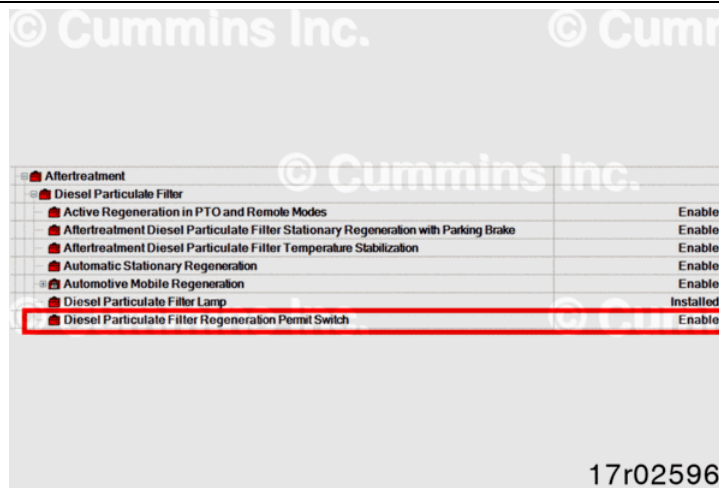 © Cummins Inc. © Cumm
© Cummins Inc.
Aftertreatment
Diesel Particulate Filter
Active Regeneration in PTO and Remote Modes Enable
Aftertreatment Diesel Particulate Filter Stationary Regeneration with Parking Brake Enable
Aftertreatment Diesel Particulate Filter Temperature Stabilization Enable
Automatic Stationary Regeneration Enable
Automotive Mobile Regeneration Enable
Diesel Particulate Filter Lamp Installed
Diesel Particulate Filter Regeneration Permit Switch Enable
17r02596